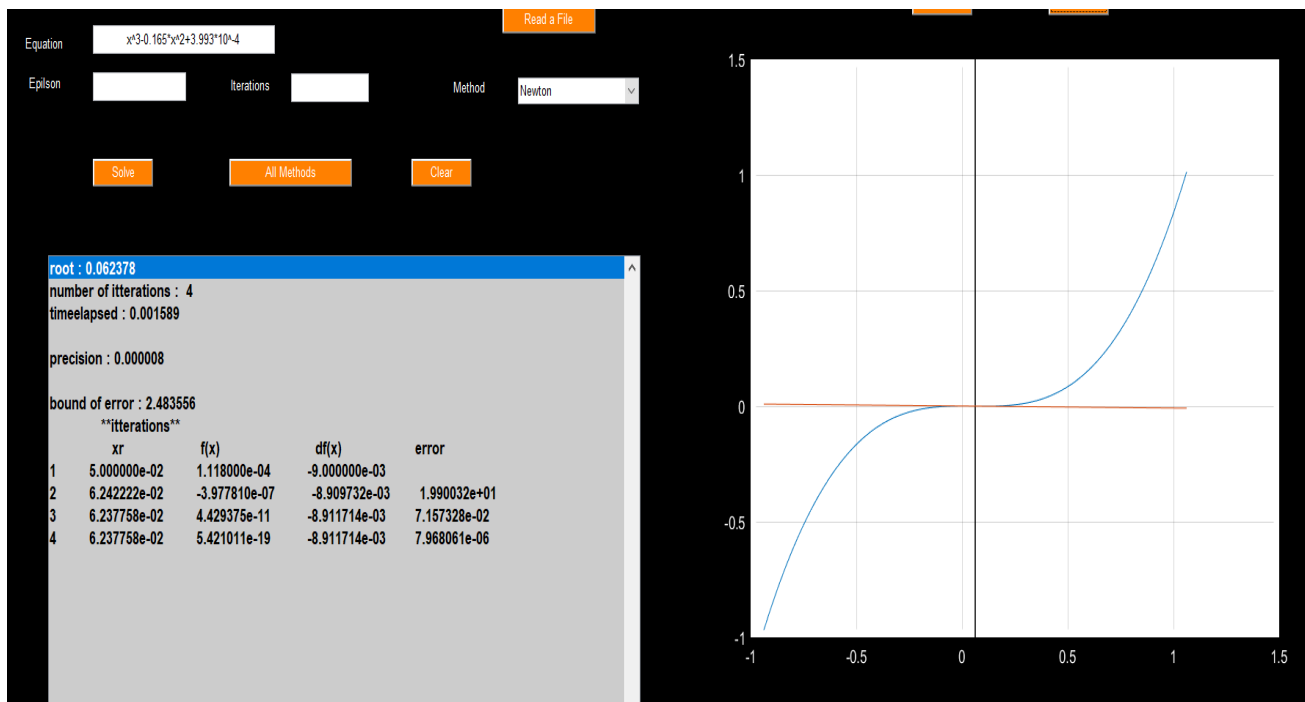 Read a File
Equation x^3-0.165*x^2+3.993*10^-4
Epilson Iterations Method Newton
Solve All Methods Clear
root : 0.062378
number of itterations : 4
timeelapsed : 0.001589
precision : 0.000008
bound of error : 2.483556
**itterations**
xr f(x) df(x) error
1 5.000000e-02 1.118000e-04 -9.000000e-03
2 6.242222e-02 -3.977810e-07 -8.909732e-03 1.990032e+01
3 6.237758e-02 4.429375e-11 -8.911714e-03 7.157328e-02
4 6.237758e-02 5.421011e-19 -8.911714e-03 7.968061e-06
1.5
1
0.5
0
-0.5
-1
-1 -0.5 0 0.5 1 1.5